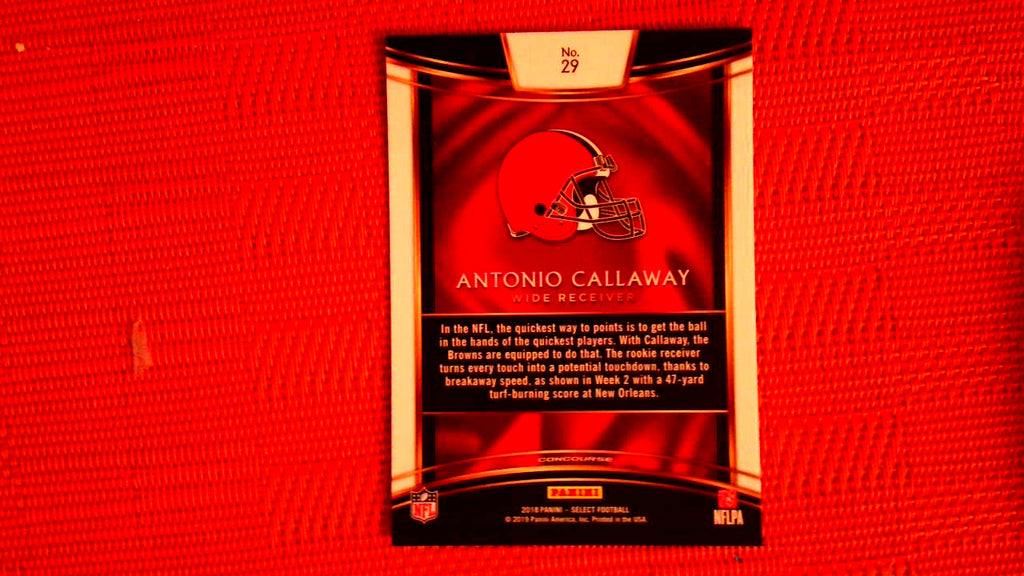 No.
29
ANTONIO CALLAWAY
WIDE RECEIVER
In the NFL, the quickest way to points is to get the ball
in the hands of the quickest players. With Callaway, the
Browns are equipped to do that. The rookie receiver
turns every touch into a potential touchdown, thanks to
breakaway speed, as shown in Week 2 with a 47-yard
turf-burning score at New Orleans.
CONCOURSE
PANINI
NFL
NFLPA
2018 PANINI – SELECT FOOTBALL
© 2019 Panini America, Inc. Printed in the USA.